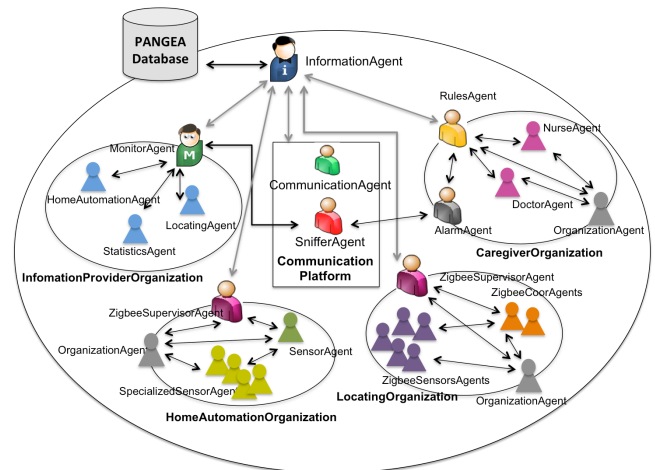 PANGEA
Database
InformationAgent
i
RulesAgent
NurseAgent
MonitorAgent
M
HomeAutomationAgent
LocatingAgent
StatisticsAgent
InfomationProviderOrganization
CommunicationAgent
SnifferAgent
Communication
Platform
DoctorAgent
AlarmAgent
OrganizationAgent
CaregiverOrganization
ZigbeeSupervisorAgent
ZigbeeCoorAgents
ZigbeeSensorsAgents
OrganizationAgent
LocatingOrganization
ZigbeeSupervisorAgent
OrganizationAgent
SensorAgent
SpecializedSensorAgent
HomeAutomationOrganization